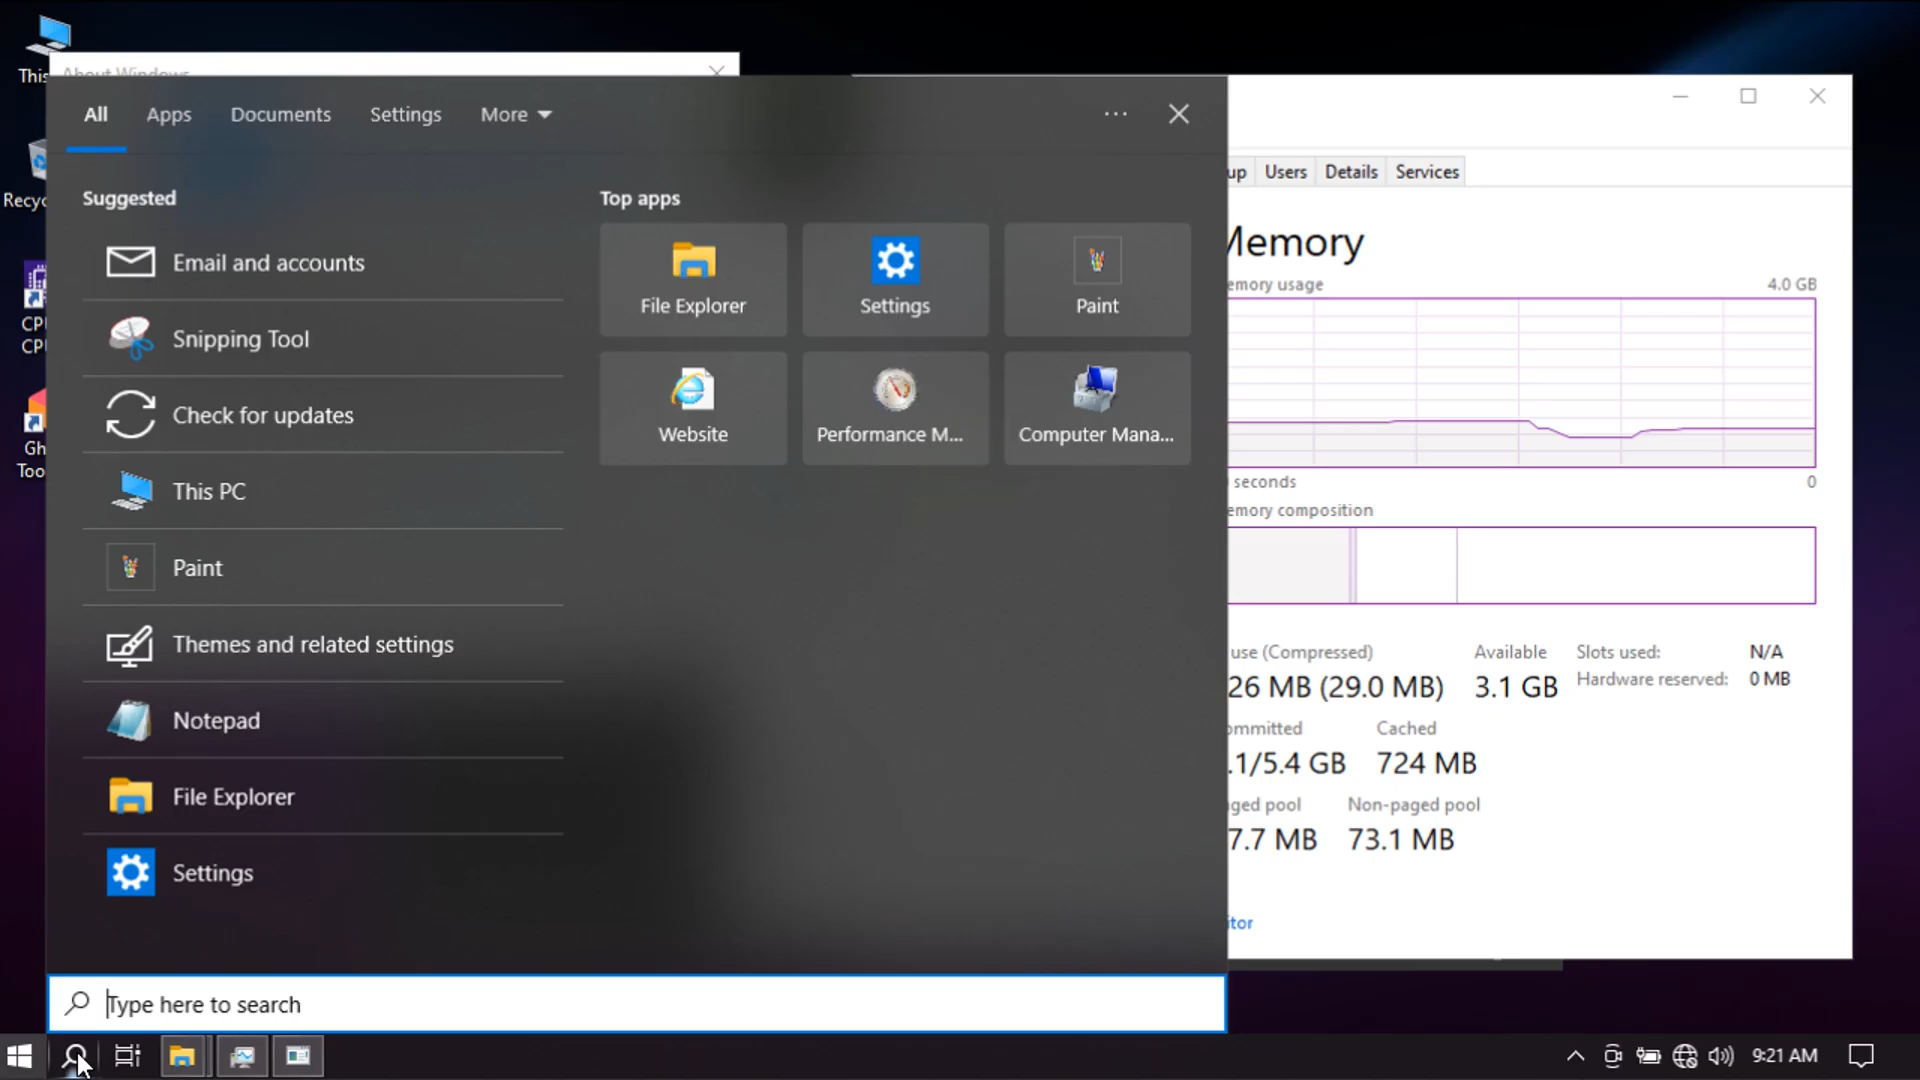 This
About Windows
Recyc
CP
CP
Gh
Too
All
Apps
Documents
Settings
More
Suggested
Email and accounts
Snipping Tool
Check for updates
This PC
Paint
Themes and related settings
Notepad
File Explorer
Settings
Top apps
File Explorer
Settings
Paint
Website
Performance M...
Computer Mana...
Type here to search
up
Users
Details
Services
Memory
emory usage
4.0 GB
seconds
0
emory composition
use (Compressed)
26 MB (29.0 MB)
Available
3.1 GB
Slots used:
N/A
Hardware reserved:
0 MB
ommitted
.1/5.4 GB
Cached
724 MB
ged pool
7.7 MB
Non-paged pool
73.1 MB
itor
9:21 AM